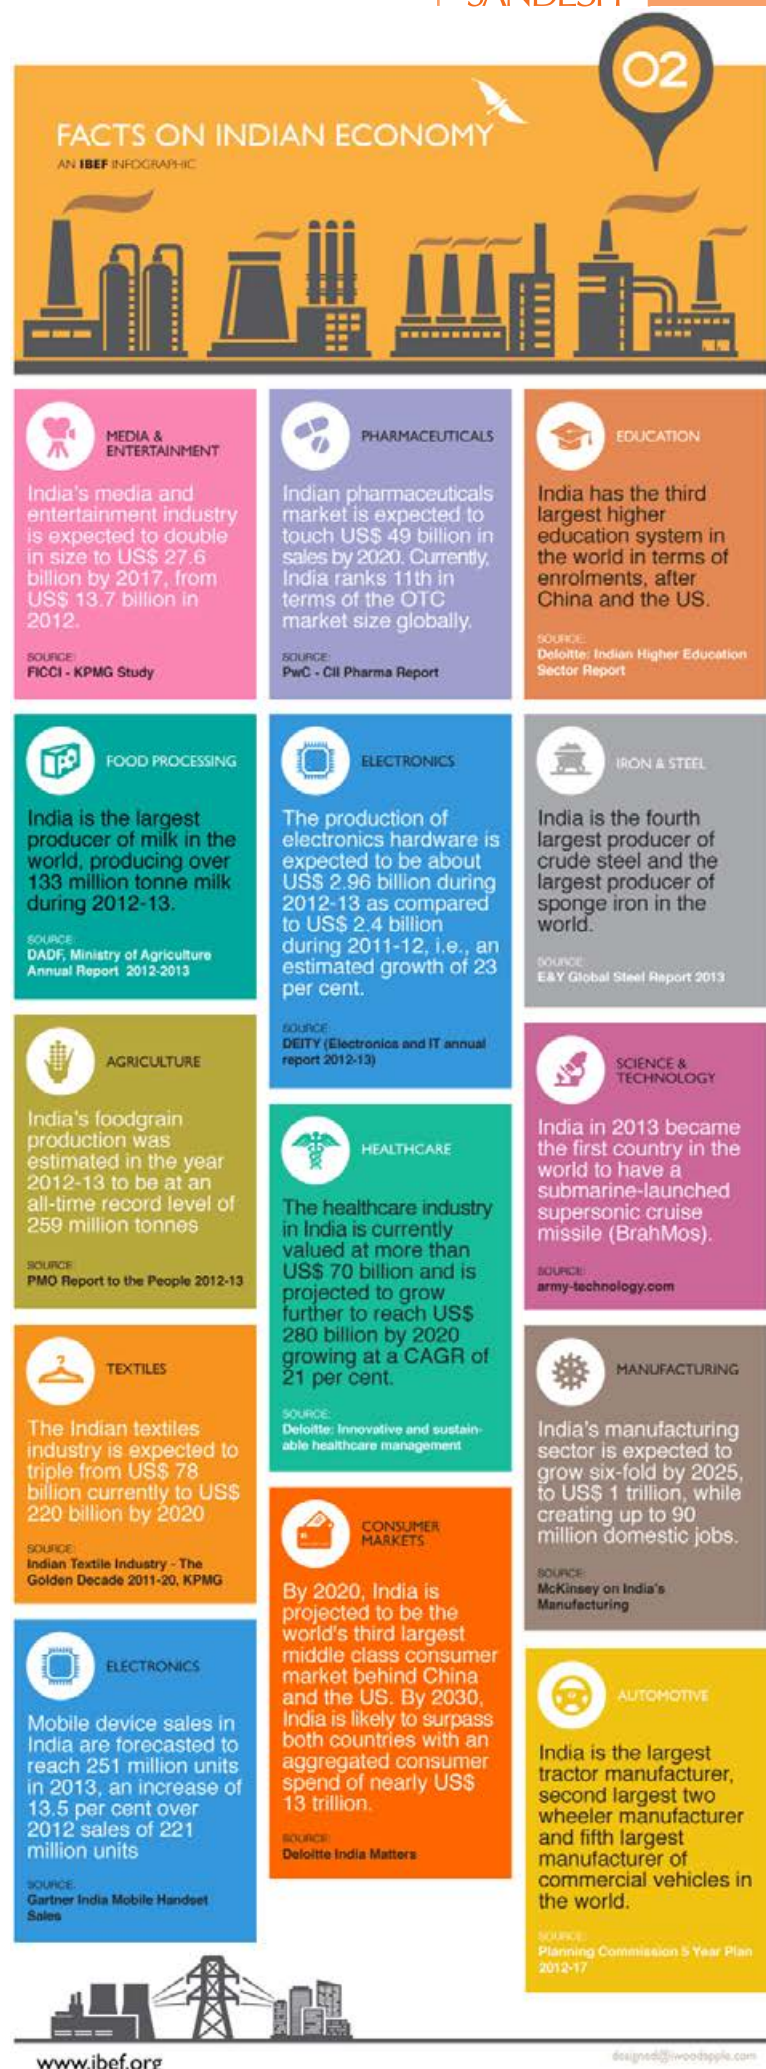 SANDESH
02
FACTS ON INDIAN ECONOMY
AN IBEF INFOGRAPHIC
MEDIA &
ENTERTAINMENT
India's media and
entertainment industry
is expected to double
in size to US$ 27.6
billion by 2017, from
US$ 13.7 billion in
2012.
SOURCE:
FICCI - KPMG Study
PHARMACEUTICALS
Indian pharmaceuticals
market is expected to
touch US$ 49 billion in
sales by 2020. Currently,
India ranks 11th in
terms of the OTC
market size globally.
SOURCE:
PwC - CII Pharma Report
EDUCATION
India has the third
largest higher
education system in
the world in terms of
enrolments, after
China and the US.
SOURCE:
Deloitte: Indian Higher Education
Sector Report
FOOD PROCESSING
India is the largest
producer of milk in the
world, producing over
133 million tonne milk
during 2012-13.
SOURCE:
DADF, Ministry of Agriculture
Annual Report 2012-2013
ELECTRONICS
The production of
electronics hardware is
expected to be about
US$ 2.96 billion during
2012-13 as compared
to US$ 2.4 billion
during 2011-12, i.e., an
estimated growth of 23
per cent.
SOURCE:
DEITY (Electronics and IT annual
report 2012-13)
IRON & STEEL
India is the fourth
largest producer of
crude steel and the
largest producer of
sponge iron in the
world.
SOURCE:
E&Y Global Steel Report 2013
AGRICULTURE
India's foodgrain
production was
estimated in the year
2012-13 to be at an
all-time record level of
259 million tonnes
SOURCE:
PMO Report to the People 2012-13
HEALTHCARE
The healthcare industry
in India is currently
valued at more than
US$ 70 billion and is
projected to grow
further to reach US$
280 billion by 2020
growing at a CAGR of
21 per cent.
SOURCE:
Deloitte: Innovative and sustain-
able healthcare management
SCIENCE &
TECHNOLOGY
India in 2013 became
the first country in the
world to have a
submarine-launched
supersonic cruise
missile (BrahMos).
SOURCE:
army-technology.com
TEXTILES
The Indian textiles
industry is expected to
triple from US$ 78
billion currently to US$
220 billion by 2020
SOURCE:
Indian Textile Industry - The
Golden Decade 2011-20, KPMG
CONSUMER
MARKETS
By 2020, India is
projected to be the
world's third largest
middle class consumer
market behind China
and the US. By 2030,
India is likely to surpass
both countries with an
aggregated consumer
spend of nearly US$
13 trillion.
SOURCE:
Deloitte India Matters
MANUFACTURING
India's manufacturing
sector is expected to
grow six-fold by 2025,
to US$ 1 trillion, while
creating up to 90
million domestic jobs.
SOURCE:
McKinsey on India's
Manufacturing
ELECTRONICS
Mobile device sales in
India are forecasted to
reach 251 million units
in 2013, an increase of
13.5 per cent over
2012 sales of 221
million units
SOURCE:
Gartner India Mobile Handset
Sales
AUTOMOTIVE
India is the largest
tractor manufacturer,
second largest two
wheeler manufacturer
and fifth largest
manufacturer of
commercial vehicles in
the world.
SOURCE:
Planning Commission 5 Year Plan
2012-17
www.ibef.org
designed@iwoodapple.com